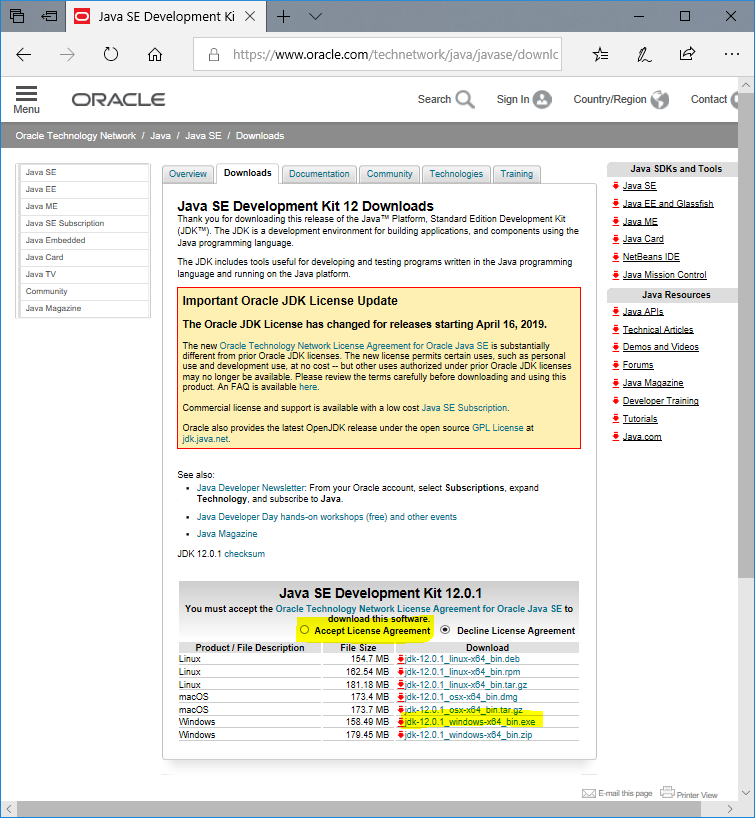 Java SE Development Ki
https://www.oracle.com/technetwork/java/javase/downlc
Menu
ORACLE
Search
Sign In
Country/Region
Contact
Oracle Technology Network / Java / Java SE / Downloads
Java SE
Java EE
Java ME
Java SE Subscription
Java Embedded
Java Card
Java TV
Community
Java Magazine
Overview
Downloads
Documentation
Community
Technologies
Training
Java SE Development Kit 12 Downloads
Thank you for downloading this release of the Java™ Platform, Standard Edition Development Kit
(JDK™). The JDK is a development environment for building applications, and components using the
Java programming language.
The JDK includes tools useful for developing and testing programs written in the Java programming
language and running on the Java platform.
Important Oracle JDK License Update
The Oracle JDK License has changed for releases starting April 16, 2019.
The new Oracle Technology Network License Agreement for Oracle Java SE is substantially
different from prior Oracle JDK licenses. The new license permits certain uses, such as personal
use and development use, at no cost -- but other uses authorized under prior Oracle JDK licenses
may no longer be available. Please review the terms carefully before downloading and using this
product. An FAQ is available here.
Commercial license and support is available with a low cost Java SE Subscription.
Oracle also provides the latest OpenJDK release under the open source GPL License at
jdk.java.net.
See also:
• Java Developer Newsletter: From your Oracle account, select Subscriptions, expand
Technology, and subscribe to Java.
• Java Developer Day hands-on workshops (free) and other events
• Java Magazine
JDK 12.0.1 checksum
Java SE Development Kit 12.0.1
You must accept the Oracle Technology Network License Agreement for Oracle Java SE to
download this software.
Accept License Agreement Decline License Agreement
Product / File Description File Size Download
Linux 154.7 MB jdk-12.0.1_linux-x64_bin.deb
Linux 162.54 MB jdk-12.0.1_linux-x64_bin.rpm
Linux 181.18 MB jdk-12.0.1_linux-x64_bin.tar.gz
macOS 173.4 MB jdk-12.0.1_osx-x64_bin.dmg
macOS 173.7 MB jdk-12.0.1_osx-x64_bin.tar.gz
Windows 158.49 MB jdk-12.0.1_windows-x64_bin.exe
Windows 179.45 MB jdk-12.0.1_windows-x64_bin.zip
Java SDKs and Tools
Java SE
Java EE and Glassfish
Java ME
Java Card
NetBeans IDE
Java Mission Control
Java Resources
Java APIs
Technical Articles
Demos and Videos
Forums
Java Magazine
Developer Training
Tutorials
Java.com
E-mail this page
Printer View